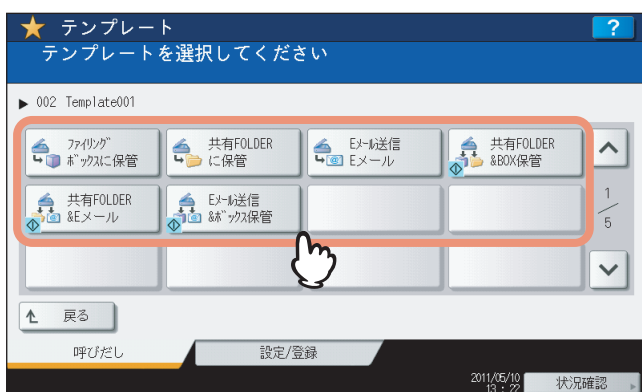 テンプレート
?
テンプレートを選択してください
002 Template001
ﾌｧｲﾘﾝｸﾞ
ﾎﾞｯｸｽに保管
共有FOLDER
に保管
Eﾒｰﾙ送信
Eメール
共有FOLDER
&BOX保管
共有FOLDER
&Eメール
Eﾒｰﾙ送信
&ﾎﾞｯｸｽ保管
1
5
戻る
呼びだし
設定/登録
2011/05/10
13:22
状況確認